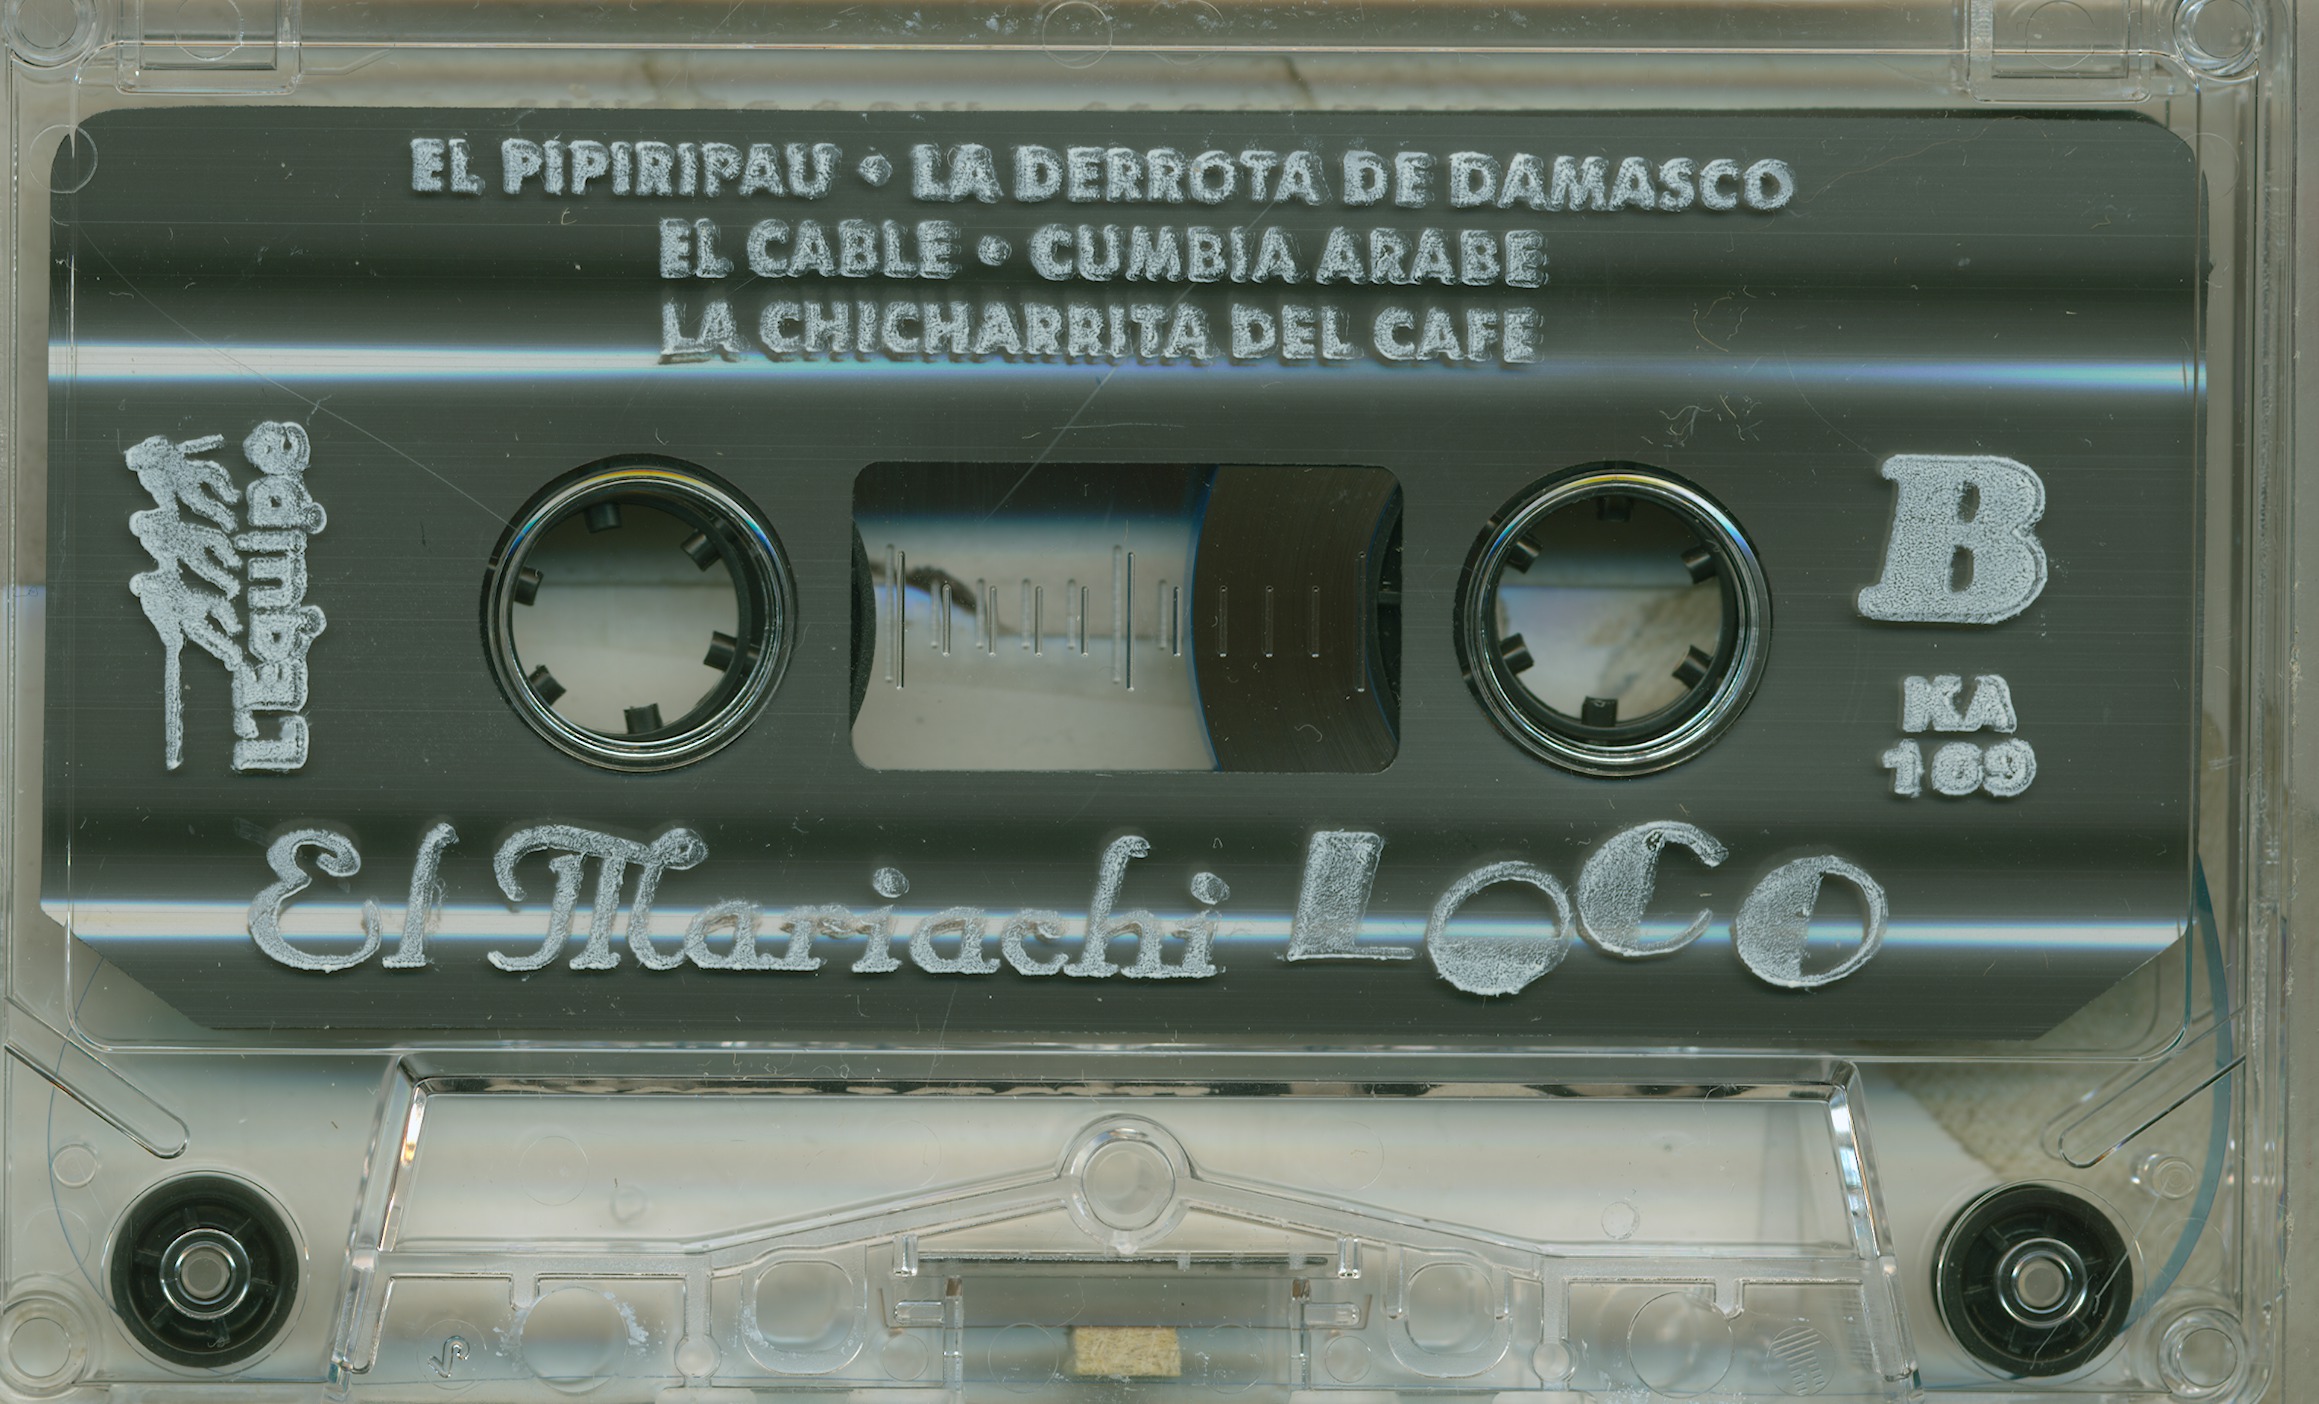 EL PIPIRIPAU • LA DERROTA DE DAMASCO
EL CABLE • CUMBIA ARABE
LA CHICHARRITA DEL CAFE
B
KA
169
El Mariachi LOCO